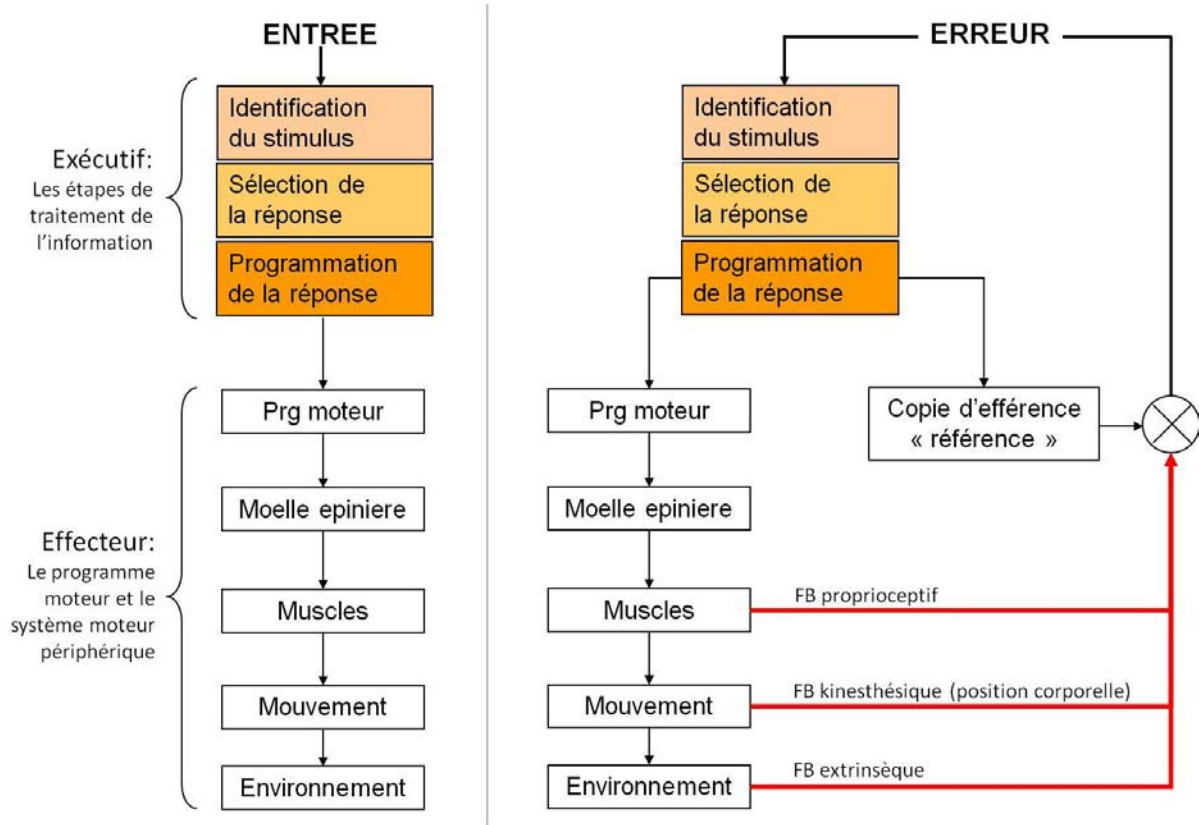 ENTREE
Identification
du stimulus
Sélection de
la réponse
Programmation
de la réponse
Exécutif:
Les étapes de
traitement de
l'information
Prg moteur
Moelle epiniere
Muscles
Mouvement
Environnement
Effecteur:
Le programme
moteur et le
système moteur
périphérique
ERREUR
Identification
du stimulus
Sélection de
la réponse
Programmation
de la réponse
Prg moteur
Copie d'efférence
« référence »
Moelle epiniere
Muscles
FB proprioceptif
Mouvement
FB kinesthésique (position corporelle)
Environnement
FB extrinsèque